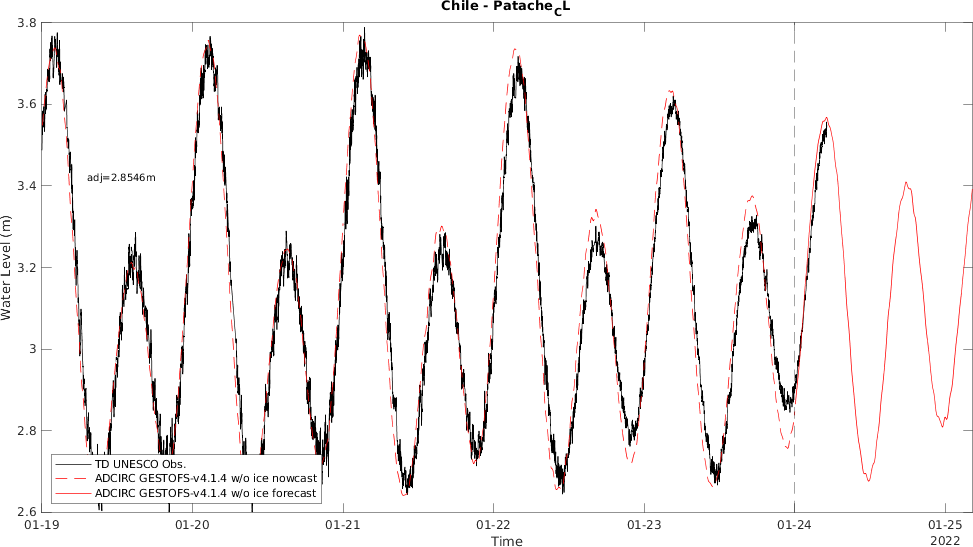 Chile - Patache_CL
3.8
3.6
3.4
3.2
3
2.8
2.6
Water Level (m)
adj=2.8546m
TD UNESCO Obs.
ADCIRC GESTOFS-v4.1.4 w/o ice nowcast
ADCIRC GESTOFS-v4.1.4 w/o ice forecast
01-19 01-20 01-21 01-22 01-23 01-24 01-25
Time 2022